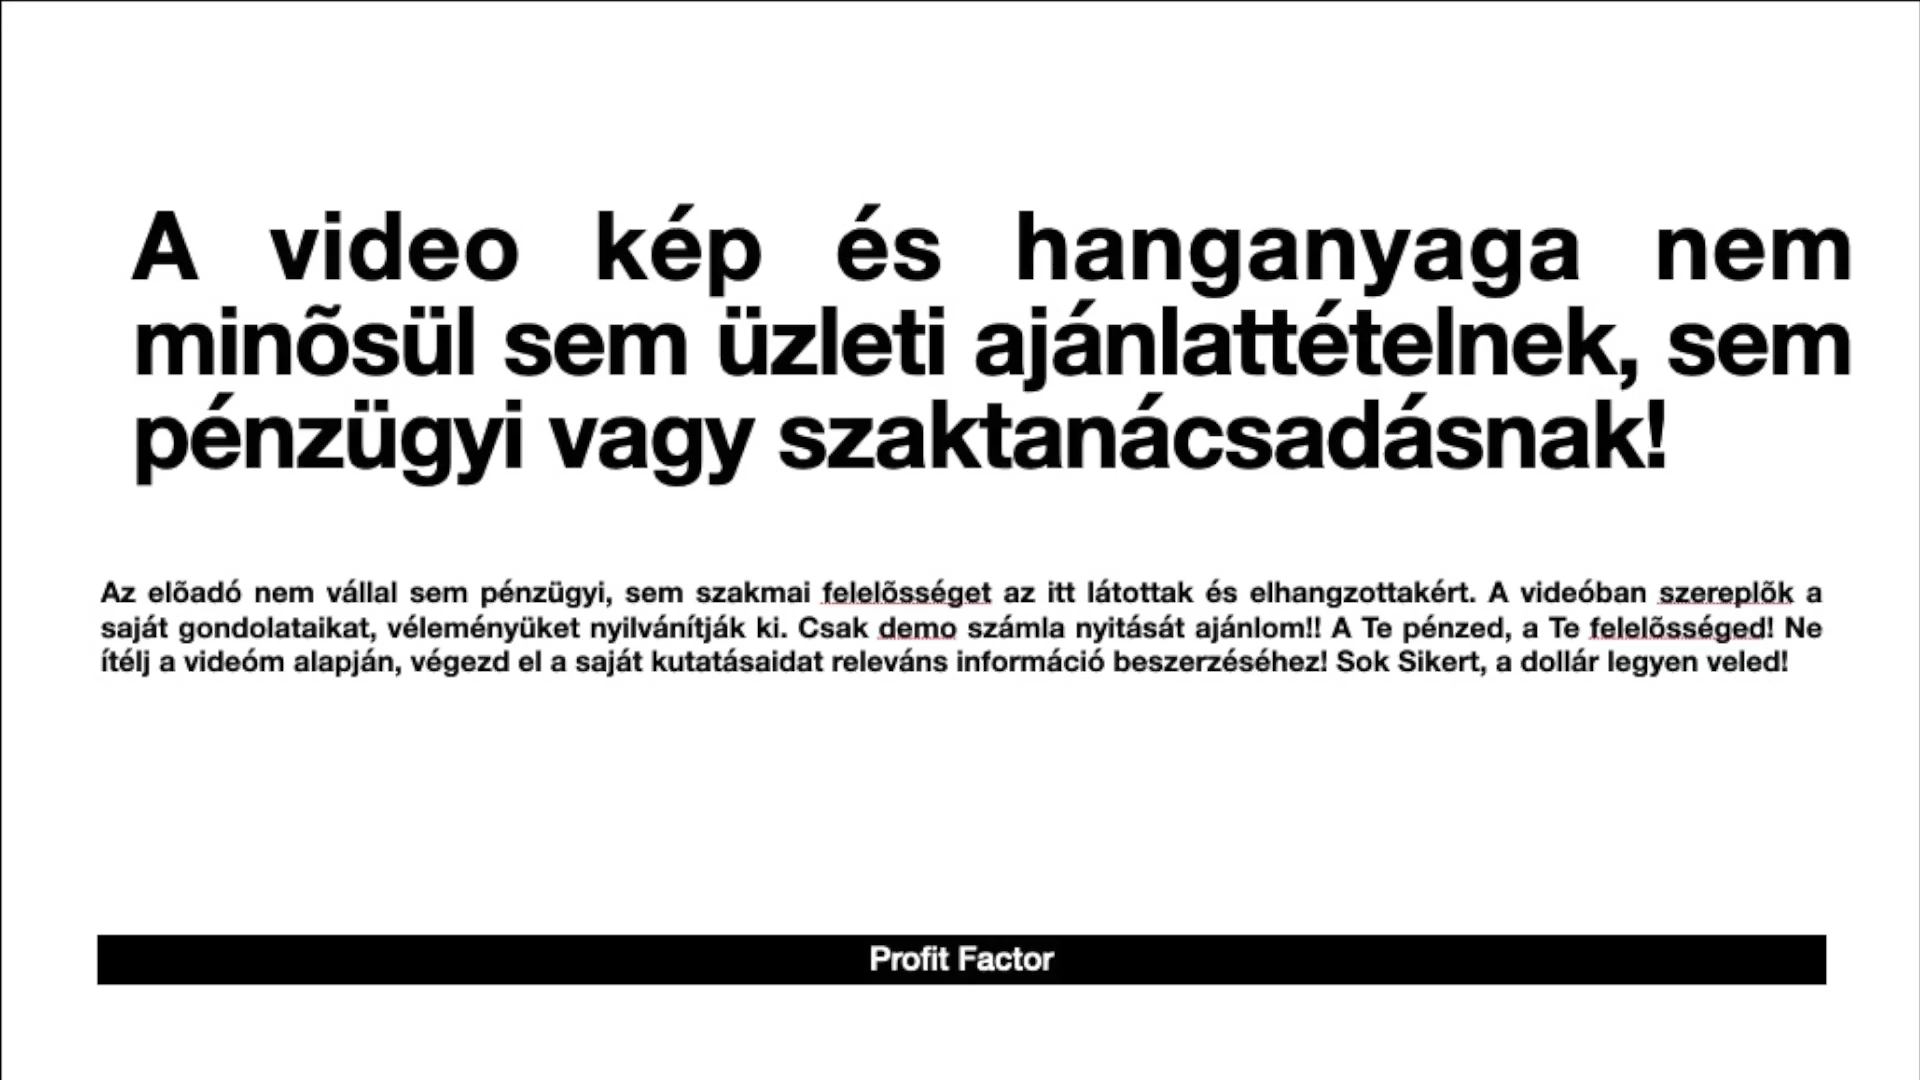 A video kép és hanganyaga nem
minõsül sem üzleti ajánlattételnek, sem
pénzügyi vagy szaktanácsadásnak!
Az elõadó nem vállal sem pénzügyi, sem szakmai felelõsséget az itt látottak és elhangzottakért. A videóban szereplõk a
saját gondolataikat, véleményüket nyilvánítják ki. Csak demo számla nyitását ajánlom!! A Te pénzed, a Te felelõsséged! Ne
ítélj a videóm alapján, végezd el a saját kutatásaidat releváns információ beszerzéséhez! Sok Sikert, a dollár legyen veled!
Profit Factor